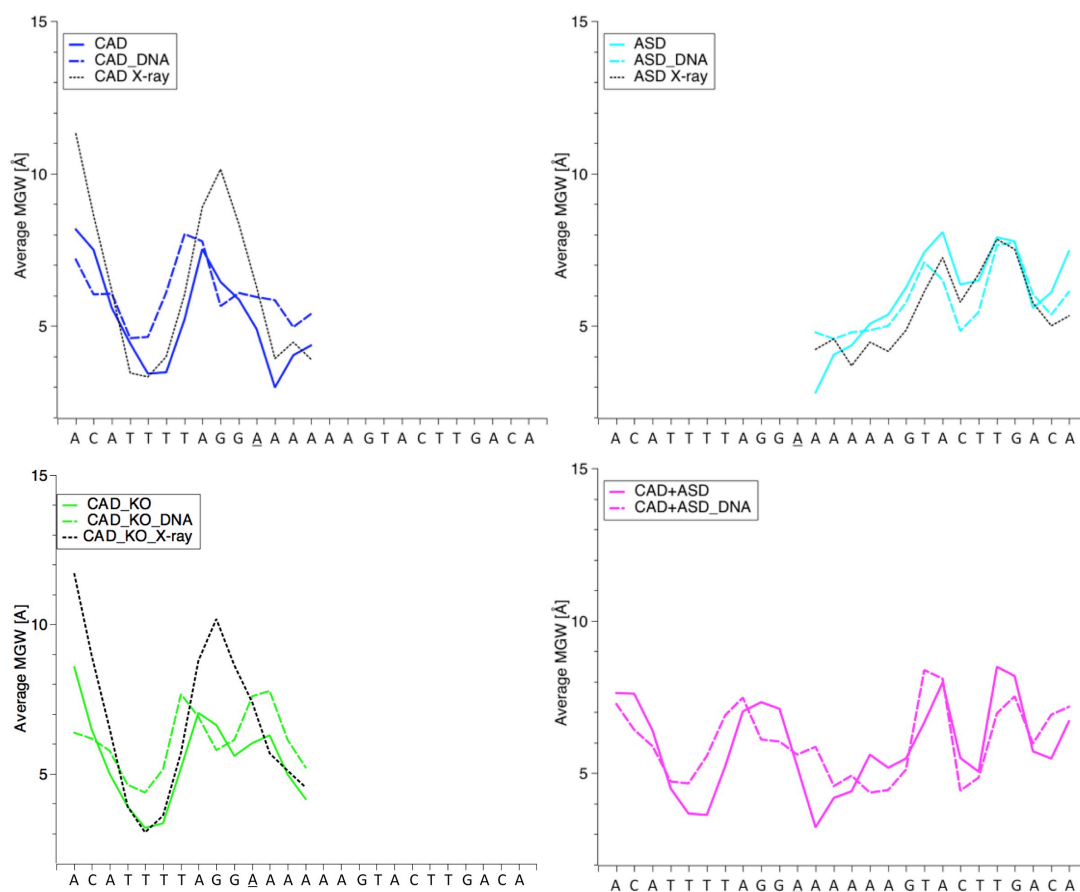 15
10
5
Average MGW [Å]
CAD
CAD_DNA
CAD X-ray
A C A T T T T A G G A A A A A A G T A C T T G A C A
15
10
5
Average MGW [Å]
ASD
ASD_DNA
ASD X-ray
A C A T T T T A G G A A A A A A G T A C T T G A C A
15
10
5
Average MGW [A]
CAD_KO
CAD_KO_DNA
CAD_KO_X-ray
A C A T T T T A G G A A A A A A G T A C T T G A C A
15
10
5
Average MGW [Å]
CAD+ASD
CAD+ASD_DNA
A C A T T T T A G G A A A A A A G T A C T T G A C A